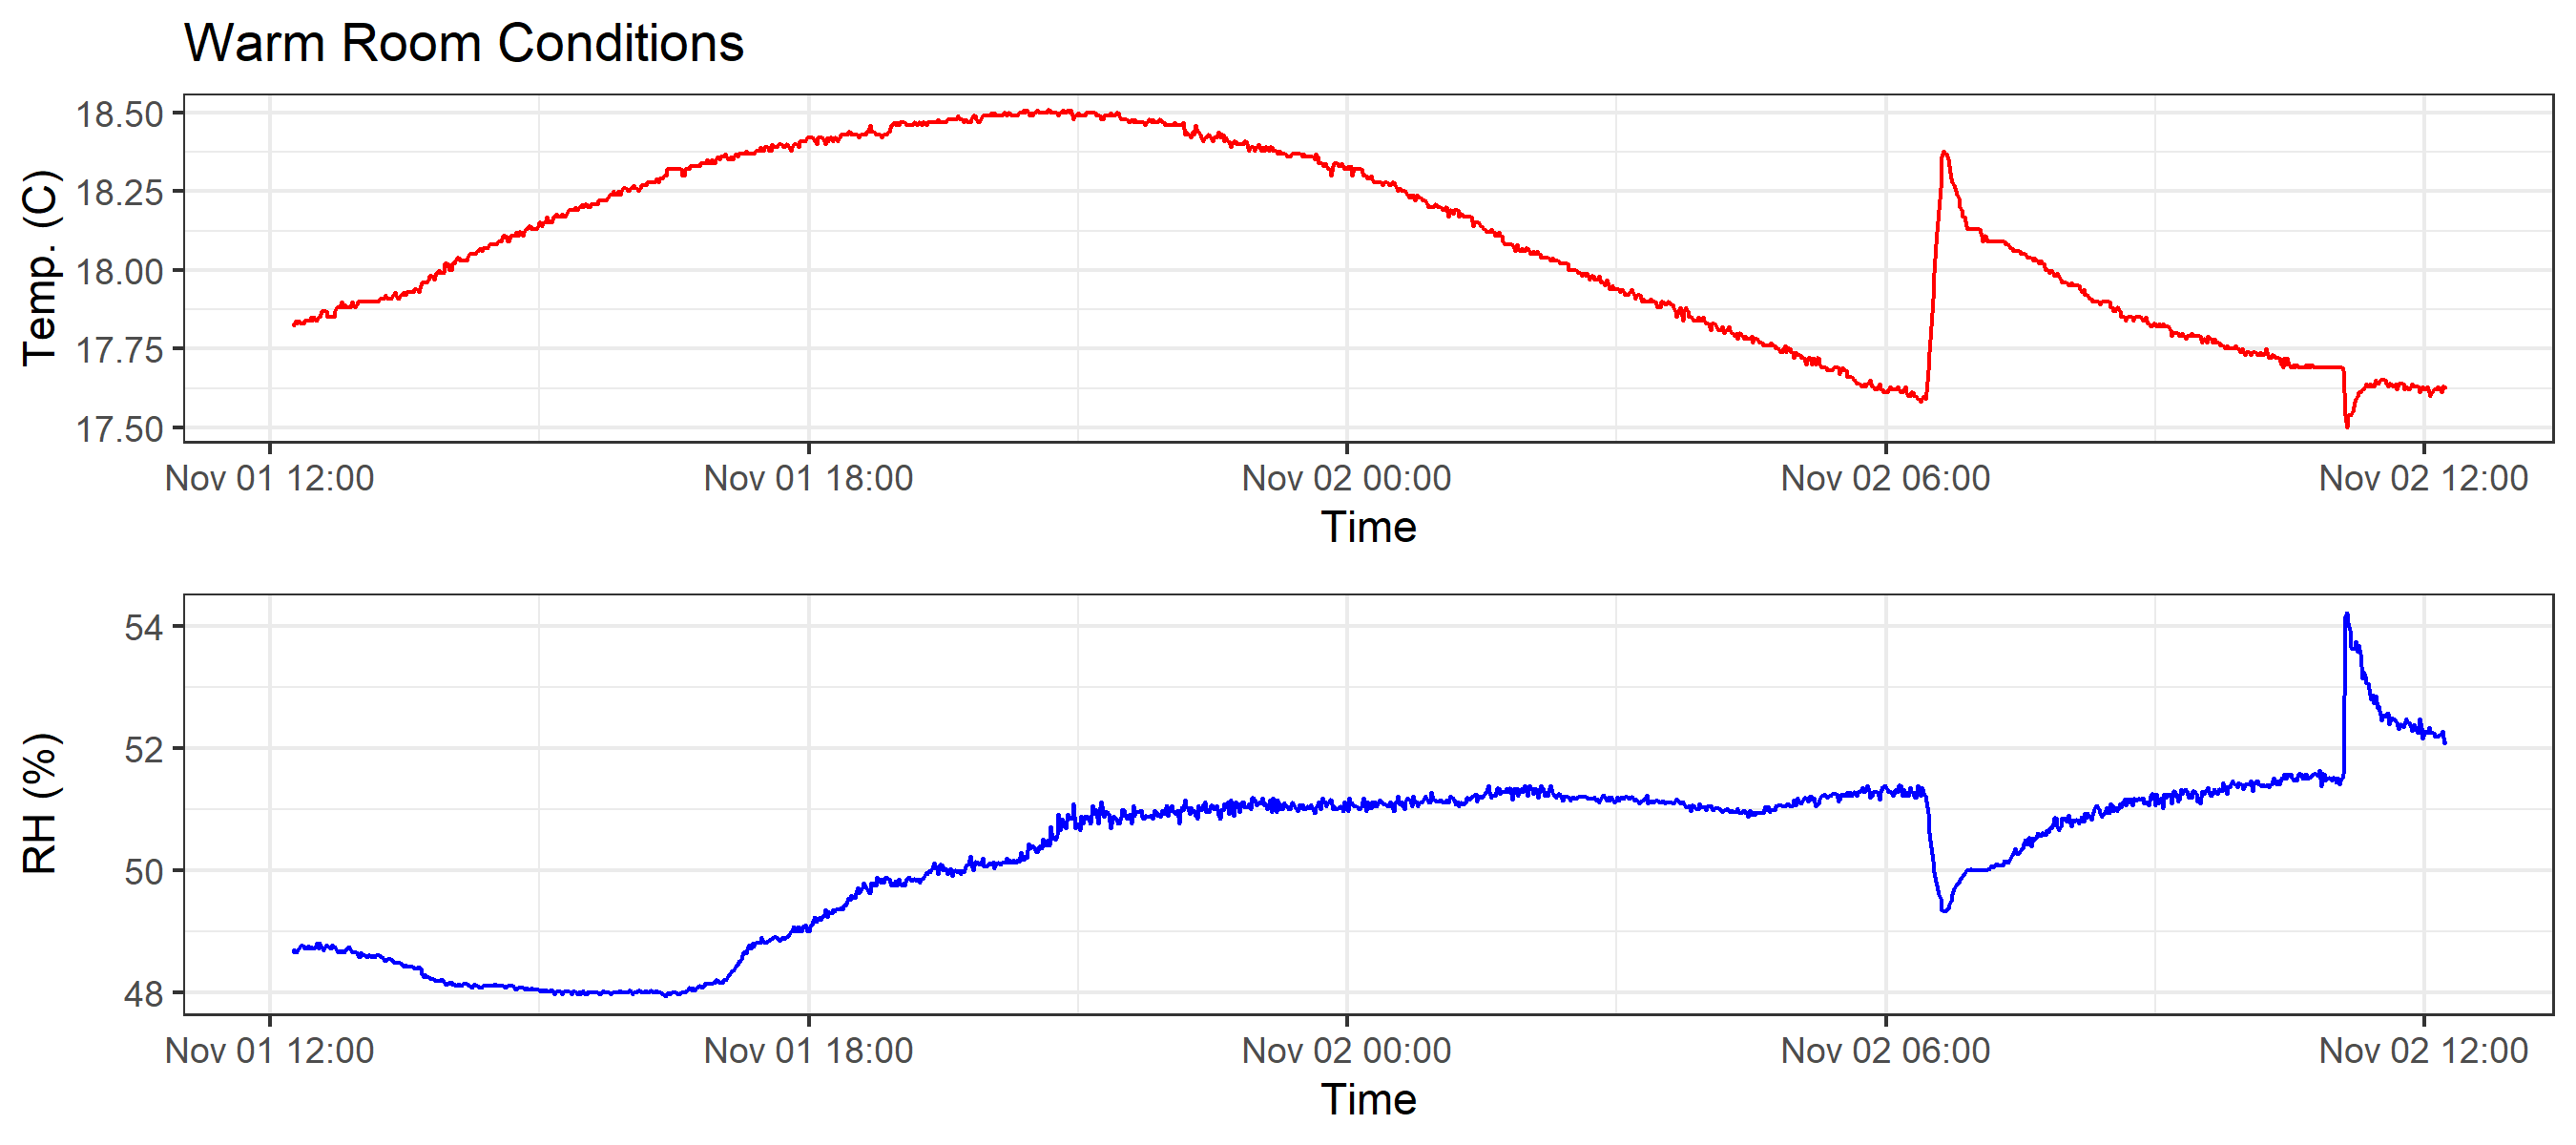 Warm Room Conditions
Temp. (C)
18.50
18.25
18.00
17.75
17.50
Nov 01 12:00 Nov 01 18:00 Nov 02 00:00 Nov 02 06:00 Nov 02 12:00
Time
RH (%)
54
52
50
48
Nov 01 12:00 Nov 01 18:00 Nov 02 00:00 Nov 02 06:00 Nov 02 12:00
Time